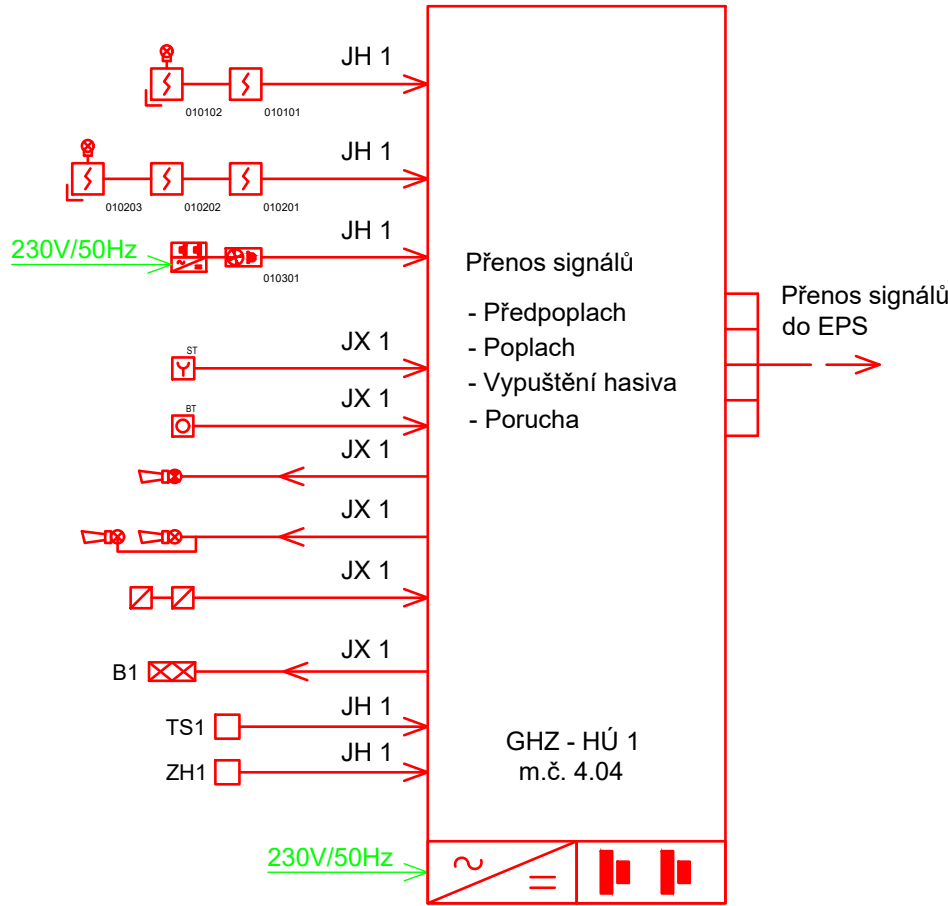 JH 1
010102
010101
JH 1
010203
010202
010201
JH 1
230V/50Hz
010301
Přenos signálů
- Předpoplach
- Poplach
- Vypuštění hasiva
- Porucha
Přenos signálů
do EPS
JX 1
ST
JX 1
BT
JX 1
JX 1
JX 1
JX 1
B1
JH 1
TS1
JH 1
ZH1
GHZ - HÚ 1
m.č. 4.04
230V/50Hz